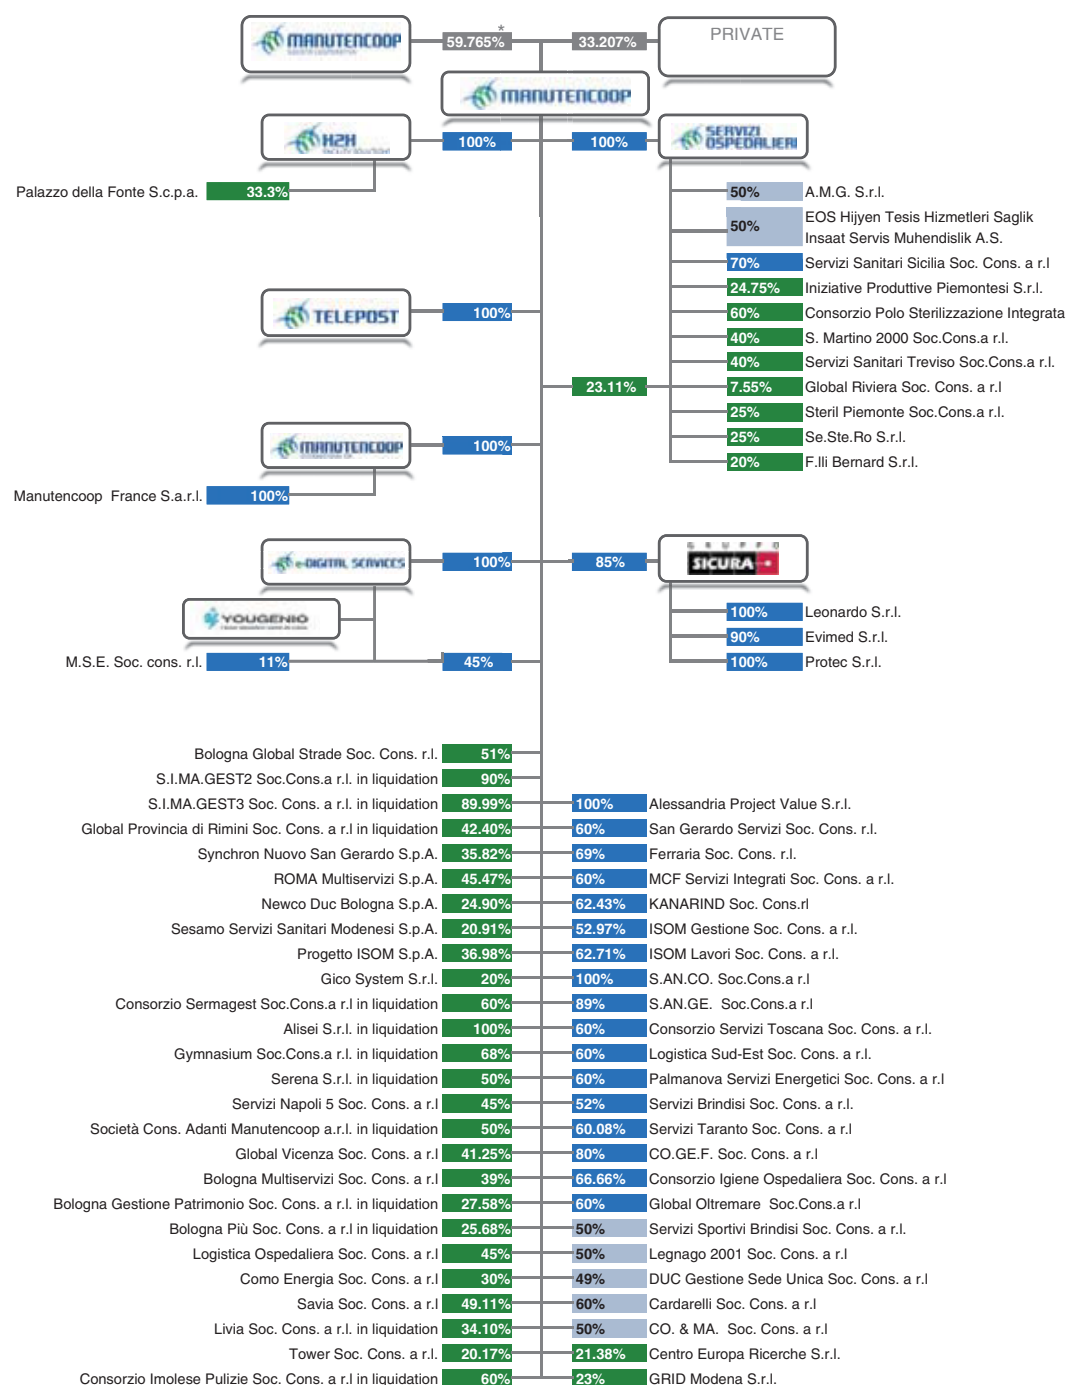 MANUTENCOOP 59.765% * 33.207% PRIVATE
MANUTENCOOP
H2H 100% 100% SERVIZI OSPEDALIERI
Palazzo della Fonte S.c.p.a. 33.3%
50% A.M.G. S.r.l.
50% EOS Hijyen Tesis Hizmetleri Saglik
Insaat Servis Muhendislik A.S.
70% Servizi Sanitari Sicilia Soc. Cons. a r.l
24.75% Iniziative Produttive Piemontesi S.r.l.
TELEPOST 100%
60% Consorzio Polo Sterilizzazione Integrata
40% S. Martino 2000 Soc.Cons.a r.l.
40% Servizi Sanitari Treviso Soc.Cons.a r.l.
23.11% 7.55% Global Riviera Soc. Cons. a r.l
25% Steril Piemonte Soc.Cons.a r.l.
25% Se.Ste.Ro S.r.l.
20% F.lli Bernard S.r.l.
MANUTENCOOP 100%
Manutencoop France S.a.r.l. 100%
e-DIGITAL SERVICES 100% 85% GRUPPO SICURA
YOUGENIO
100% Leonardo S.r.l.
90% Evimed S.r.l.
M.S.E. Soc. cons. r.l. 11% 45% 100% Protec S.r.l.
Bologna Global Strade Soc. Cons. r.l. 51%
S.I.MA.GEST2 Soc.Cons.a r.l. in liquidation 90%
S.I.MA.GEST3 Soc. Cons. a r.l. in liquidation 89.99% 100% Alessandria Project Value S.r.l.
Global Provincia di Rimini Soc. Cons. a r.l in liquidation 42.40% 60% San Gerardo Servizi Soc. Cons. r.l.
Synchron Nuovo San Gerardo S.p.A. 35.82% 69% Ferraria Soc. Cons. r.l.
ROMA Multiservizi S.p.A. 45.47% 60% MCF Servizi Integrati Soc. Cons. a r.l.
Newco Duc Bologna S.p.A. 24.90% 62.43% KANARIND Soc. Cons.rl
Sesamo Servizi Sanitari Modenesi S.p.A. 20.91% 52.97% ISOM Gestione Soc. Cons. a r.l.
Progetto ISOM S.p.A. 36.98% 62.71% ISOM Lavori Soc. Cons. a r.l.
Gico System S.r.l. 20% 100% S.AN.CO. Soc.Cons.a r.l
Consorzio Sermagest Soc.Cons.a r.l in liquidation 60% 89% S.AN.GE. Soc.Cons.a r.l
Alisei S.r.l. in liquidation 100% 60% Consorzio Servizi Toscana Soc. Cons. a r.l.
Gymnasium Soc.Cons.a r.l. in liquidation 68% 60% Logistica Sud-Est Soc. Cons. a r.l.
Serena S.r.l. in liquidation 50% 60% Palmanova Servizi Energetici Soc. Cons. a r.l
Servizi Napoli 5 Soc. Cons. a r.l 45% 52% Servizi Brindisi Soc. Cons. a r.l.
Società Cons. Adanti Manutencoop a.r.l. in liquidation 50% 60.08% Servizi Taranto Soc. Cons. a r.l
Global Vicenza Soc. Cons. a r.l 41.25% 80% CO.GE.F. Soc. Cons. a r.l
Bologna Multiservizi Soc. Cons. a r.l 39% 66.66% Consorzio Igiene Ospedaliera Soc. Cons. a r.l
Bologna Gestione Patrimonio Soc. Cons. a r.l in liquidation 27.58% 60% Global Oltremare Soc.Cons.a r.l
Bologna Più Soc. Cons. a r.l in liquidation 25.68% 50% Servizi Sportivi Brindisi Soc. Cons. a r.l.
Logistica Ospedaliera Soc. Cons. a r.l 45% 50% Legnago 2001 Soc. Cons. a r.l
Como Energia Soc. Cons. a r.l 30% 49% DUC Gestione Sede Unica Soc. Cons. a r.l
Savia Soc. Cons. a r.l 49.11% 60% Cardarelli Soc. Cons. a r.l
Livia Soc. Cons. a r.l. in liquidation 34.10% 50% CO. & MA. Soc. Cons. a r.l
Tower Soc. Cons. a r.l. 20.17% 21.38% Centro Europa Ricerche S.r.l.
Consorzio Imolese Pulizie Soc. Cons. a r.l in liquidation 60% 23% GRID Modena S.r.l.